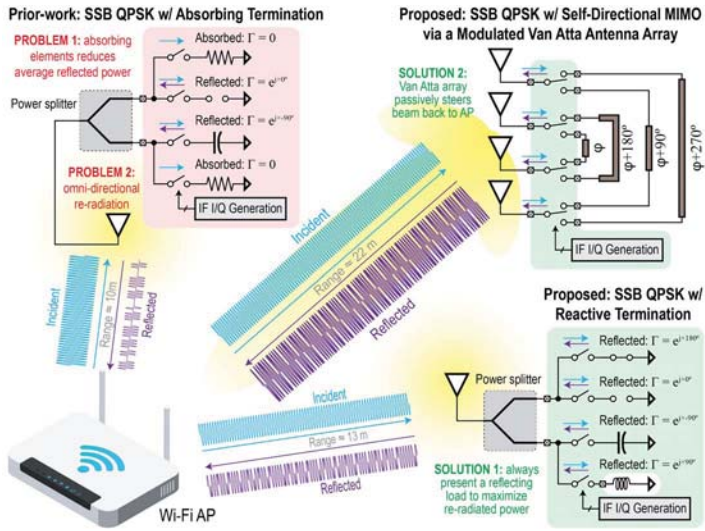 Prior-work: SSB QPSK w/ Absorbing Termination
PROBLEM 1: absorbing
elements reduces
average reflected power
Power splitter
Absorbed: Γ = 0
Reflected: Γ = e^{j+0°}
Reflected: Γ = e^{j+-90°}
Absorbed: Γ = 0
IF I/Q Generation
PROBLEM 2:
omni-directional
re-radiation
Incident
Range ≈ 10m
Reflected
Proposed: SSB QPSK w/ Self-Directional MIMO
via a Modulated Van Atta Antenna Array
SOLUTION 2:
Van Atta array
passively steers
beam back to AP
φ
φ+180º
φ+90º
φ+270º
IF I/Q Generation
Incident
Range ≈ 22 m
Reflected
Proposed: SSB QPSK w/
Reactive Termination
Power splitter
Reflected: Γ = e^{j+180°}
Reflected: Γ = e^{j+0°}
Reflected: Γ = e^{j+-90°}
Reflected: Γ = e^{j+90°}
IF I/Q Generation
SOLUTION 1: always
present a reflecting
load to maximize
re-radiated power
Incident
Range ≈ 13 m
Reflected
Wi-Fi AP